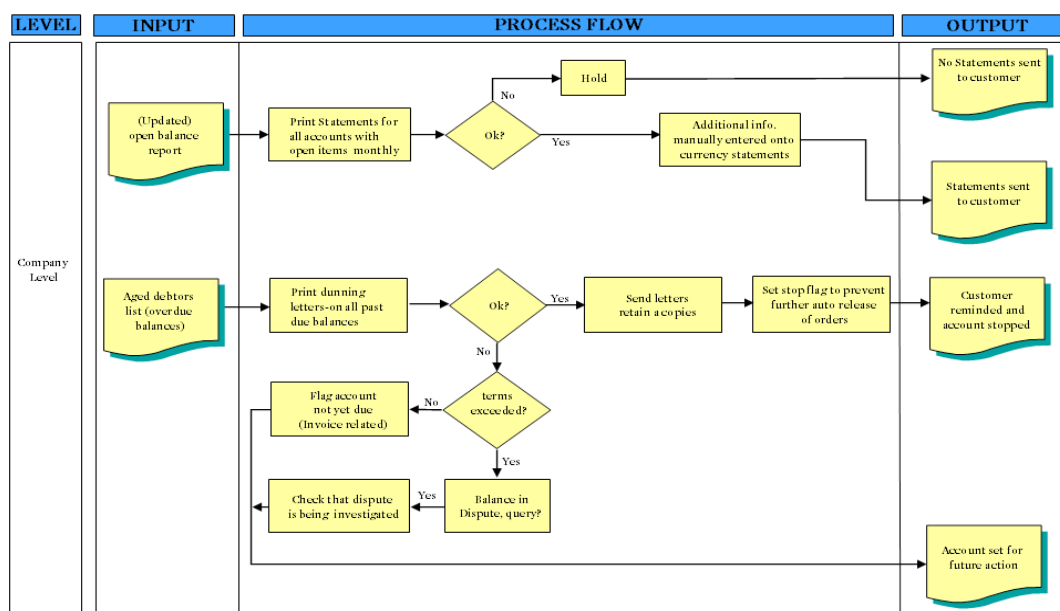 LEVEL
INPUT
PROCESS FLOW
OUTPUT
Company
Level
(Updated)
open balance
report
Print Statements for
all accounts with
open items monthly
Ok?
No
Hold
No Statements sent
to customer
Yes
Additional info.
manually entered onto
currency statements
Statements sent
to customer
Aged debtors
list (overdue
balances)
Print dunning
letters-on all past
due balances
Ok?
Yes
Send letters
retain a copies
Set stop flag to prevent
further auto release
of orders
Customer
reminded and
account stopped
No
terms
exceeded?
No
Flag account
not yet due
(Invoice related)
Yes
Balance in
Dispute, query?
Yes
Check that dispute
is being investigated
Account set for
future action